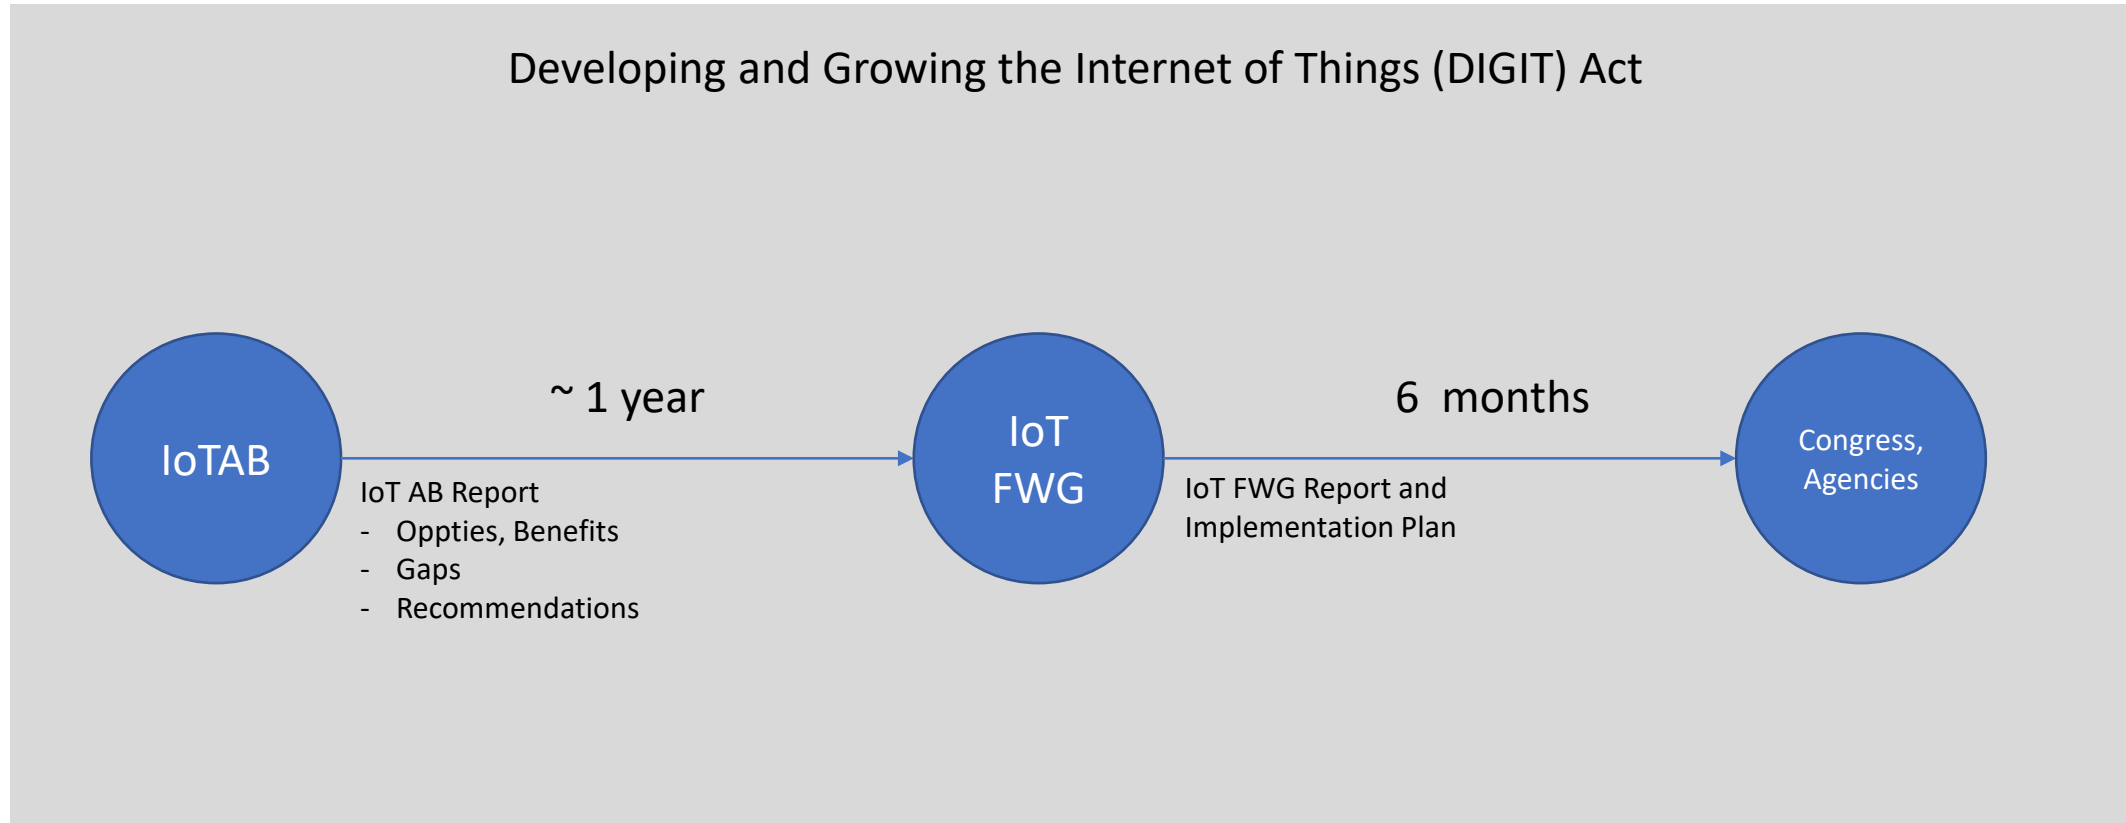 Developing and Growing the Internet of Things (DIGIT) Act
IoTAB
~ 1 year
IoT AB Report
- Oppties, Benefits
- Gaps
- Recommendations
IoT
FWG
6 months
IoT FWG Report and
Implementation Plan
Congress,
Agencies